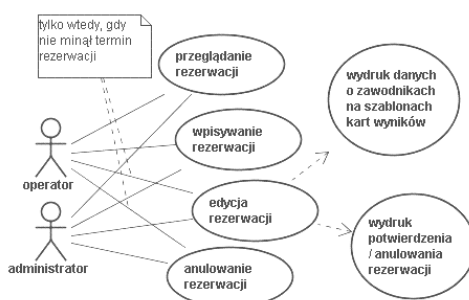 tylko wtedy, gdy
nie minął termin
rezerwacji
przeglądanie
rezerwacji
wydruk danych
o zawodnikach
na szablonach
kart wyników
wpisywanie
rezerwacji
operator
edycja
rezerwacji
wydruk
potwierdzenia
/ anulowania
rezerwacji
administrator
anulowanie
rezerwacji